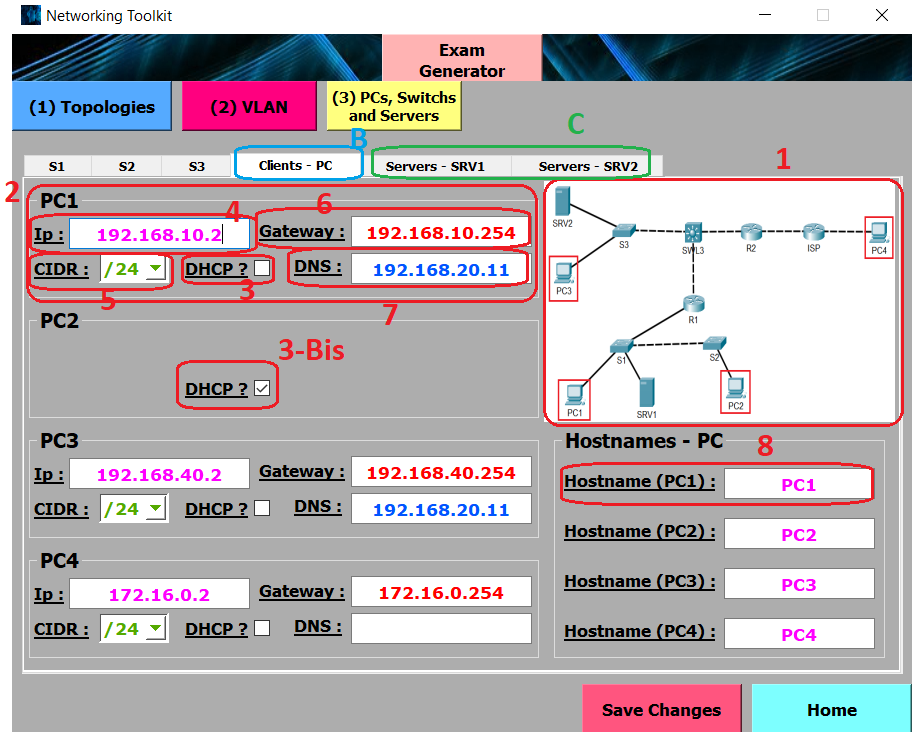 Networking Toolkit
Exam
Generator
(1) Topologies
(2) VLAN
(3) PCs, Switchs
and Servers
B
C
S1
S2
S3
Clients - PC
Servers - SRV1
Servers - SRV2
1
2
PC1
Ip :
192.168.10.2
4
6
Gateway :
192.168.10.254
CIDR :
/24
5
DHCP ?
3
DNS :
192.168.20.11
7
PC2
3-Bis
DHCP ?
PC3
Ip :
192.168.40.2
Gateway :
192.168.40.254
CIDR :
/24
DHCP ?
DNS :
192.168.20.11
PC4
Ip :
172.16.0.2
Gateway :
172.16.0.254
CIDR :
/24
DHCP ?
DNS :
SRV2
S3
SWL3
R2
ISP
PC4
PC3
R1
S1
S2
PC1
SRV1
PC2
Hostnames - PC
8
Hostname (PC1) :
PC1
Hostname (PC2) :
PC2
Hostname (PC3) :
PC3
Hostname (PC4) :
PC4
Save Changes
Home